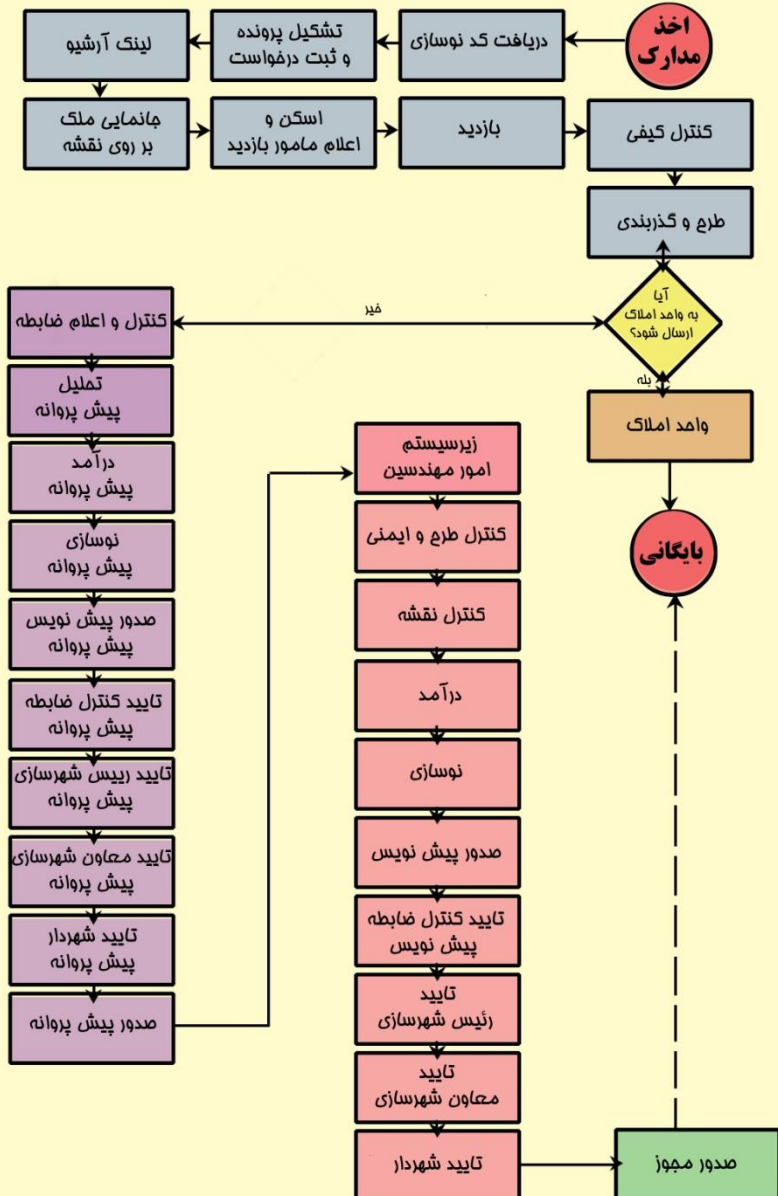 اخذ
مدارک
دریافت کد نوسازی
تشکیل پرونده
و ثبت درخواست
لینک آرشیو
جانمایی ملک
بر روی نقشه
اسکن و
اعلام مامور بازدید
بازدید
کنترل کیفی
طرح و گذربندی
آیا
به واحد املاک
ارسال شود؟
خیر
بله
واحد املاک
بایگانی
کنترل و اعلام ضابطه
تحلیل
پیش پروانه
درآمد
پیش پروانه
نوسازی
پیش پروانه
صدور پیش نویس
پیش پروانه
تایید کنترل ضابطه
پیش پروانه
تایید رییس شهرسازی
پیش پروانه
تایید معاون شهرسازی
پیش پروانه
تایید شهردار
پیش پروانه
صدور پیش پروانه
زیرسیستم
امور مهندسین
کنترل طرح و ایمنی
کنترل نقشه
درآمد
نوسازی
صدور پیش نویس
تایید کنترل ضابطه
پیش نویس
تایید
رئیس شهرسازی
تایید
معاون شهرسازی
تایید شهردار
صدور مجوز